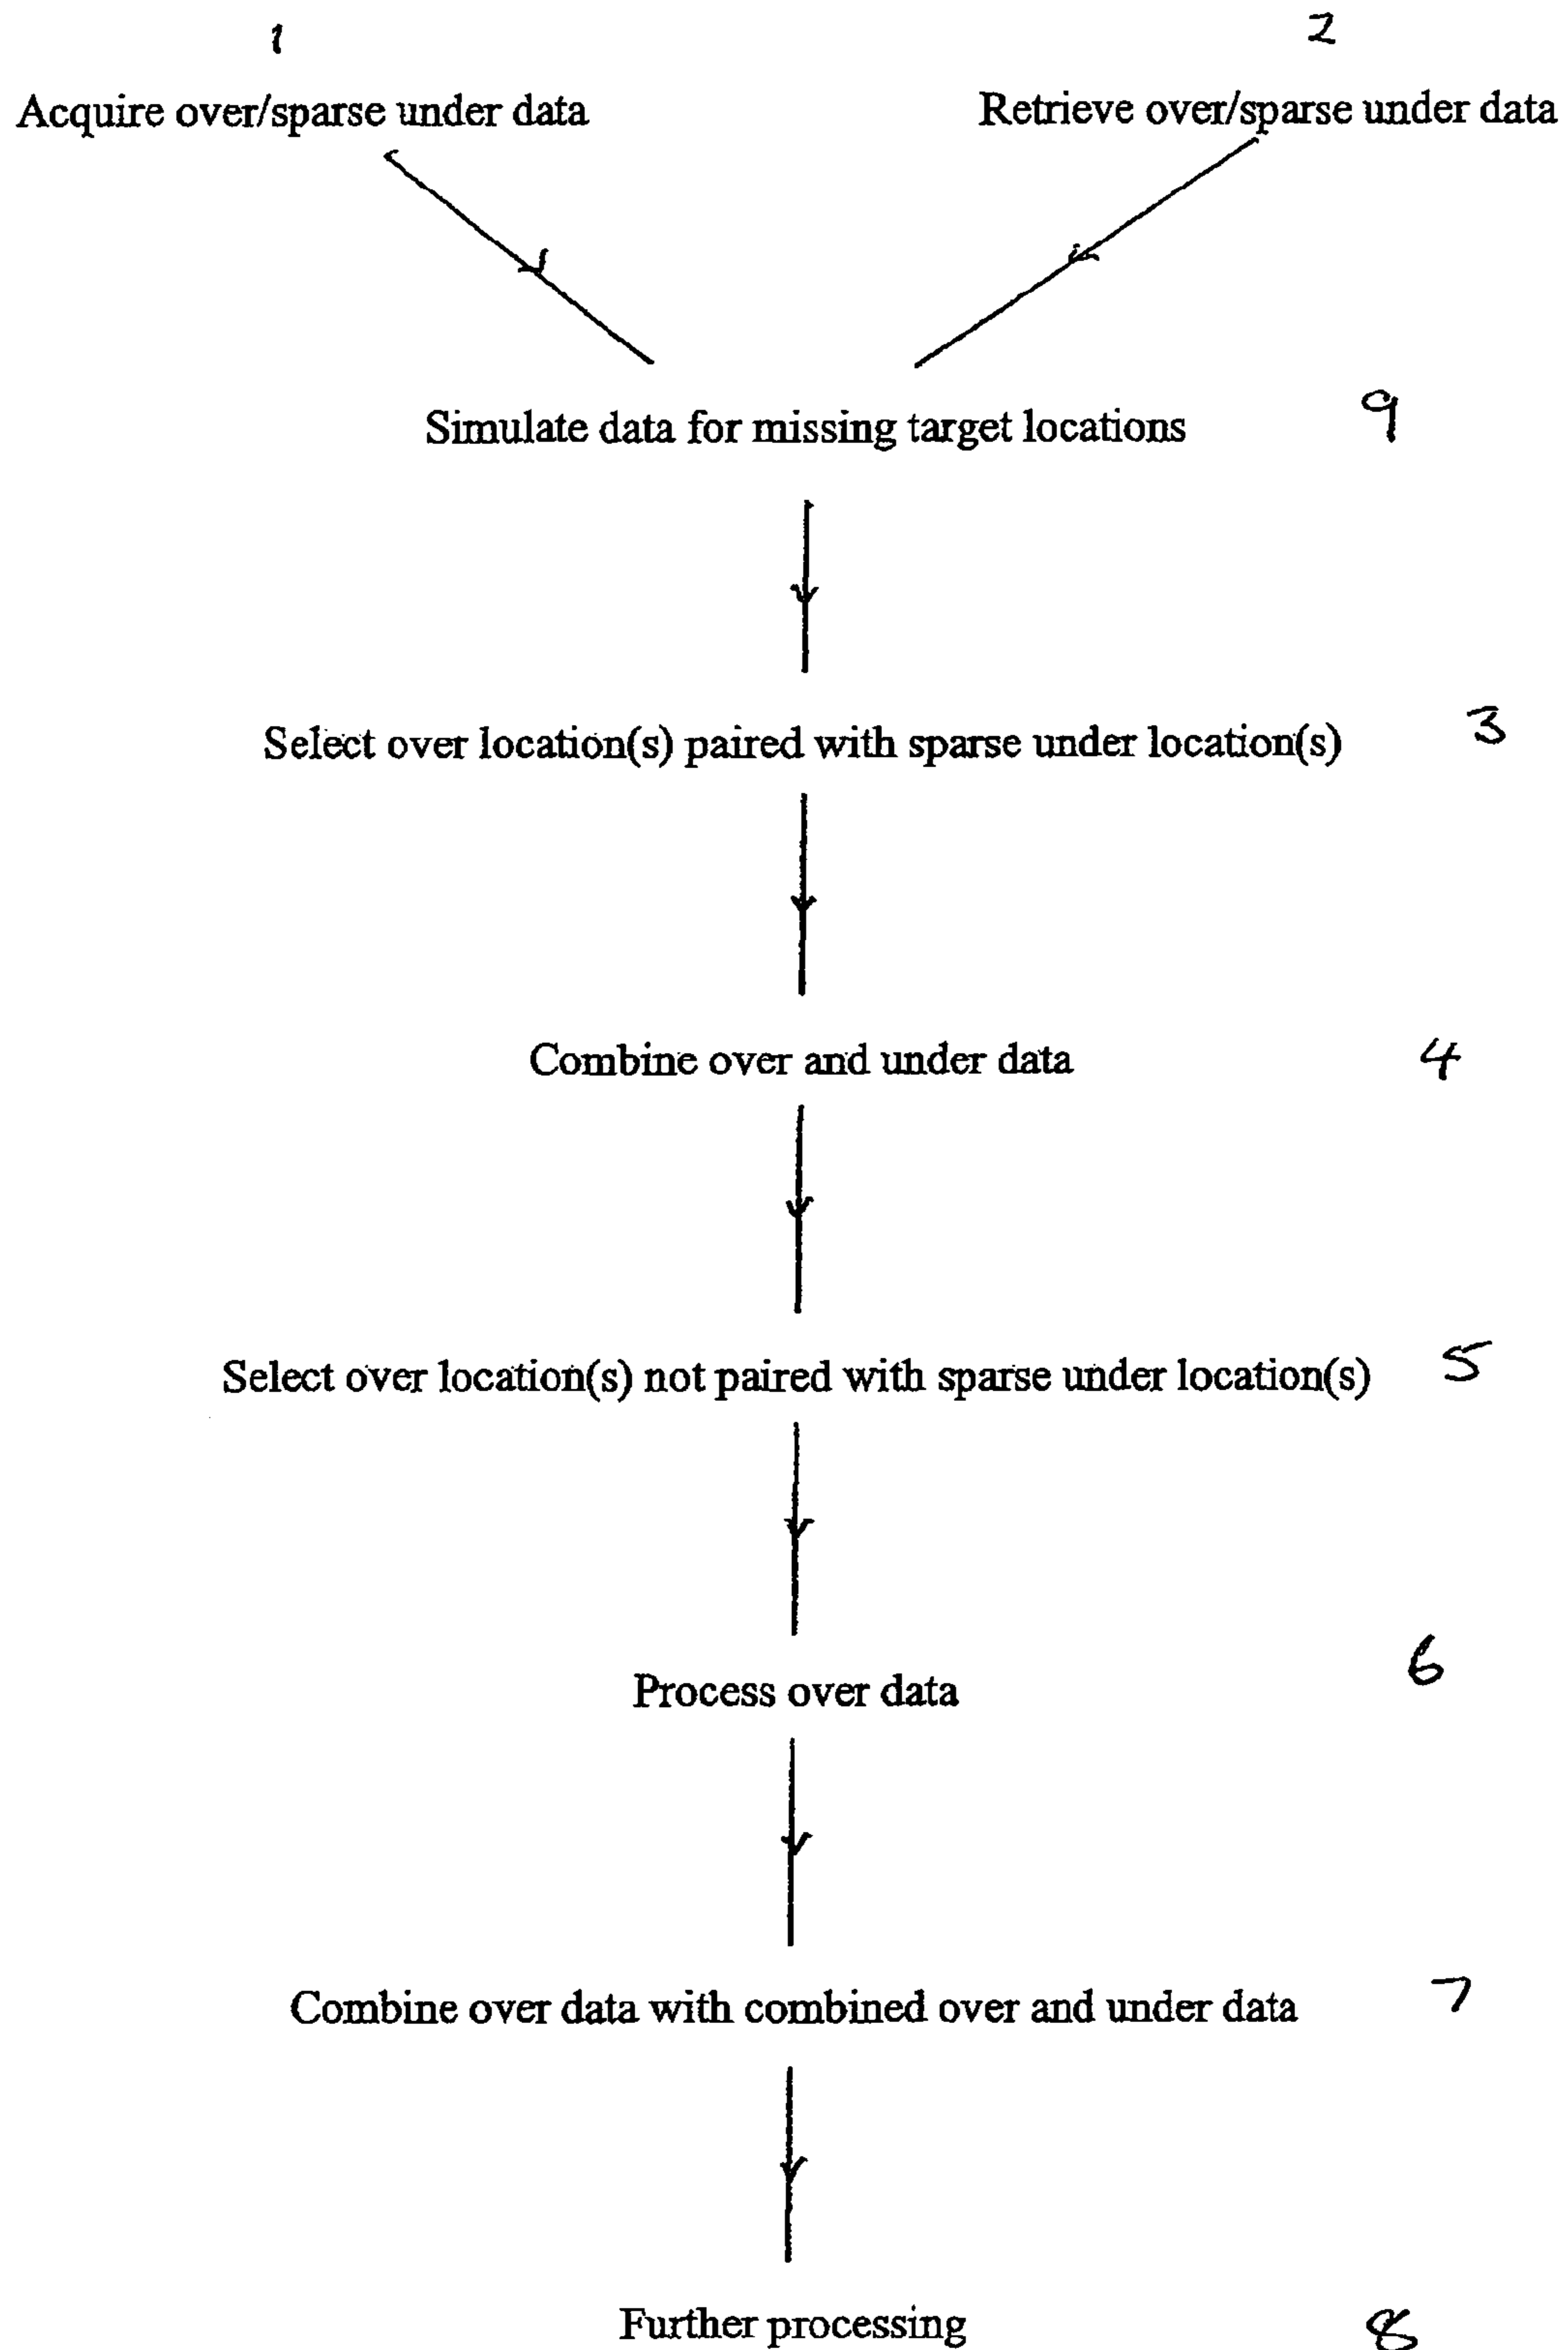 1
2
Acquire over/sparse under data
Retrieve over/sparse under data
Simulate data for missing target locations 9
Select over location(s) paired with sparse under location(s) 3
Combine over and under data 4
Select over location(s) not paired with sparse under location(s) 5
Process over data 6
Combine over data with combined over and under data 7
Further processing 8